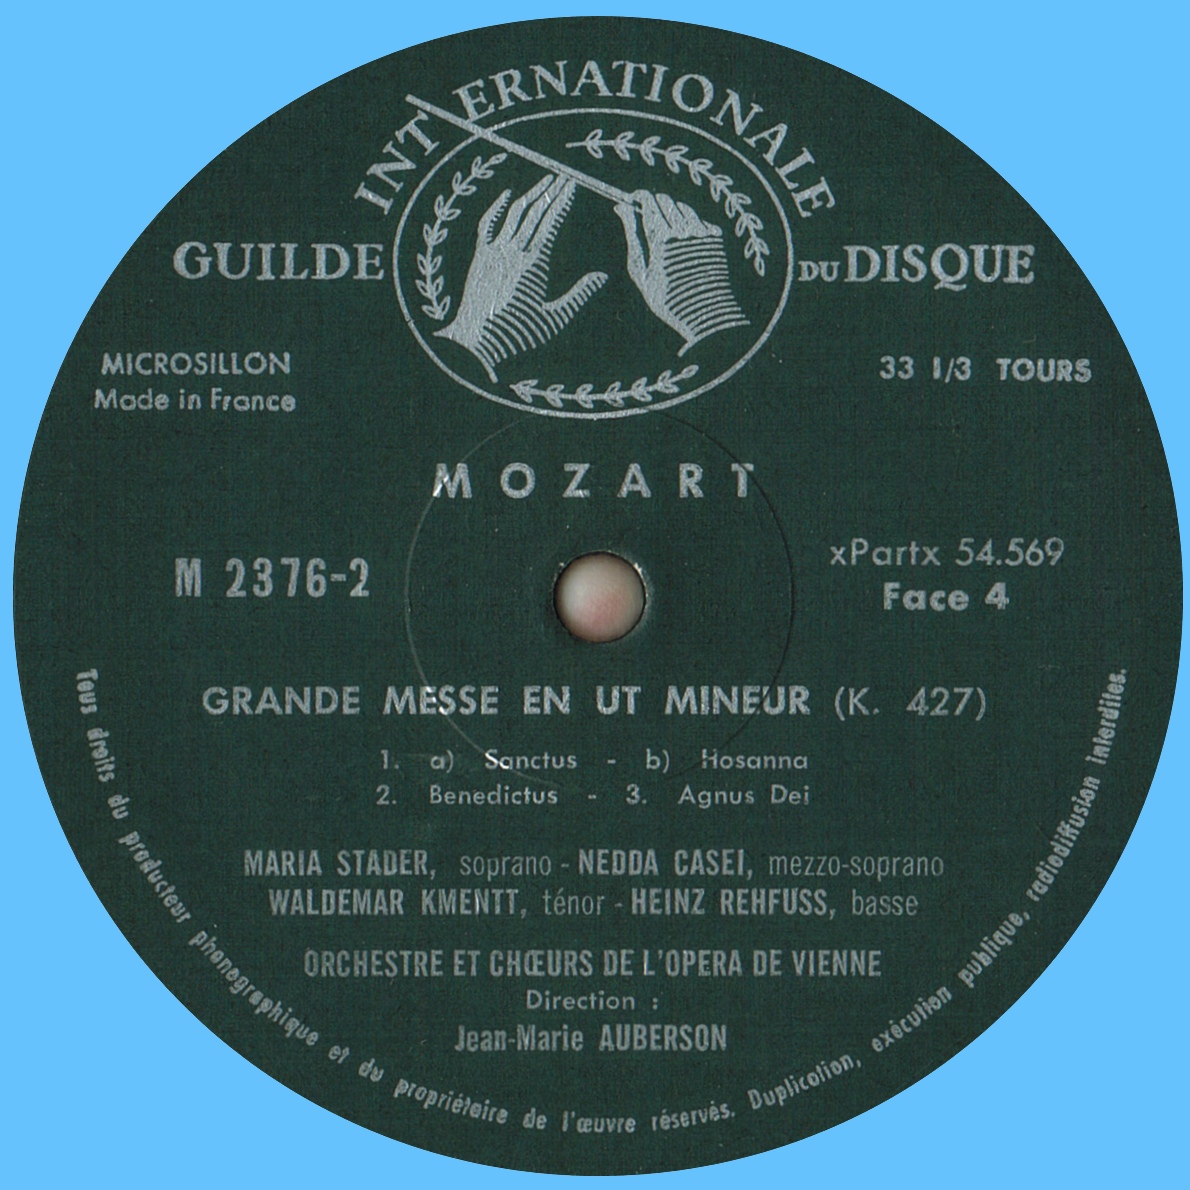 INTERNATIONALE
GUILDE DU DISQUE
MICROSILLON
Made in France
33 1/3 TOURS
MOZART
M 2376-2
xPartx 54.569
Face 4
GRANDE MESSE EN UT MINEUR (K. 427)
1. a) Sanctus - b) Hosanna
2. Benedictus - 3. Agnus Dei
MARIA STADER, soprano - NEDDA CASEI, mezzo-soprano
WALDEMAR KMENTT, ténor - HEINZ REHFUSS, basse
ORCHESTRE ET CHŒURS DE L'OPERA DE VIENNE
Direction :
Jean-Marie AUBERSON
Tous droits du producteur phonographique et du propriétaire de l'œuvre réservés. Duplication, exécution publique, radiodiffusion interdites.